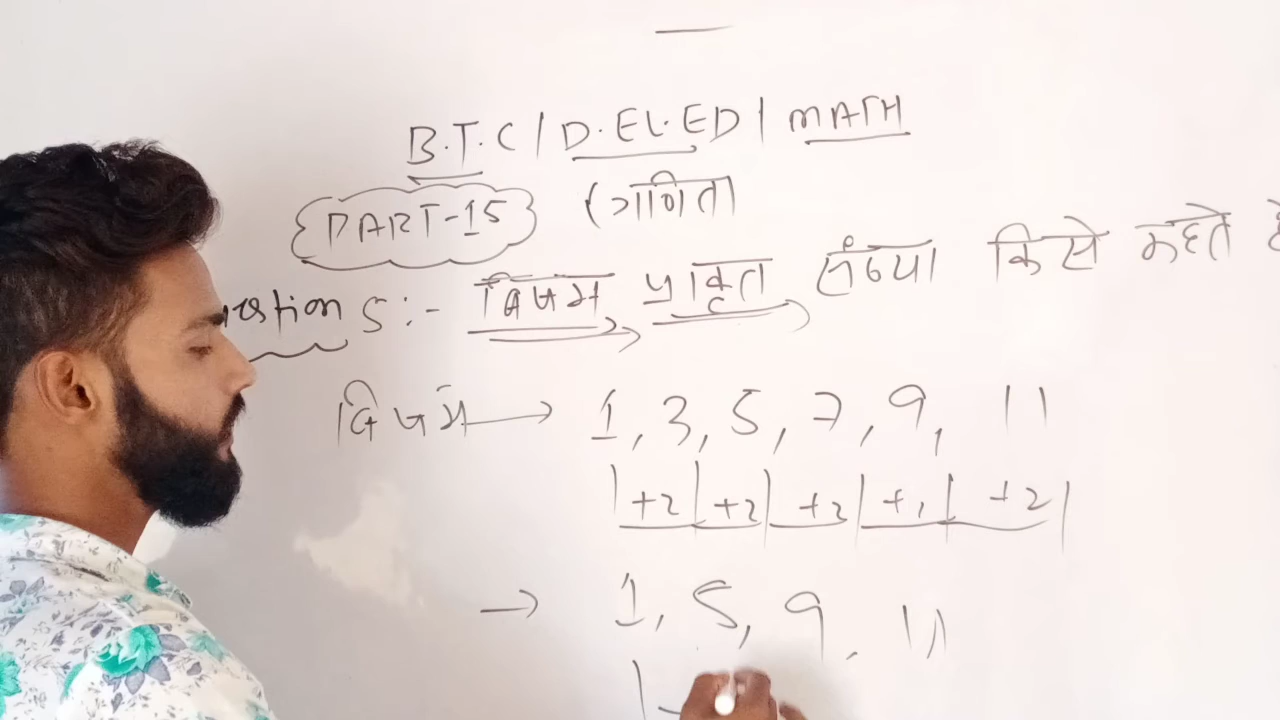 B.T.C / D.EL.ED / MATH
PART-15 (गणित)
Question 5 :- विषम प्राकृत संख्या किसे कहते है
विषम → 1, 3, 5, 7, 9, 11
+2 +2 +2 +2 +2
→ 1, 5, 9, 11